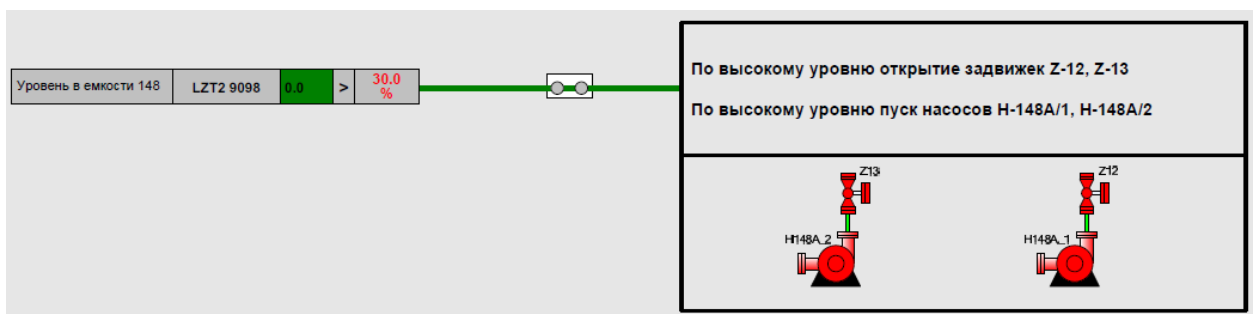 Уровень в емкости 148 LZT2 9098 0.0 > 30.0 %
По высокому уровню открытие задвижек Z-12, Z-13
По высокому уровню пуск насосов Н-148А/1, Н-148А/2
Z13 Z12
H148A_2 H148A_1